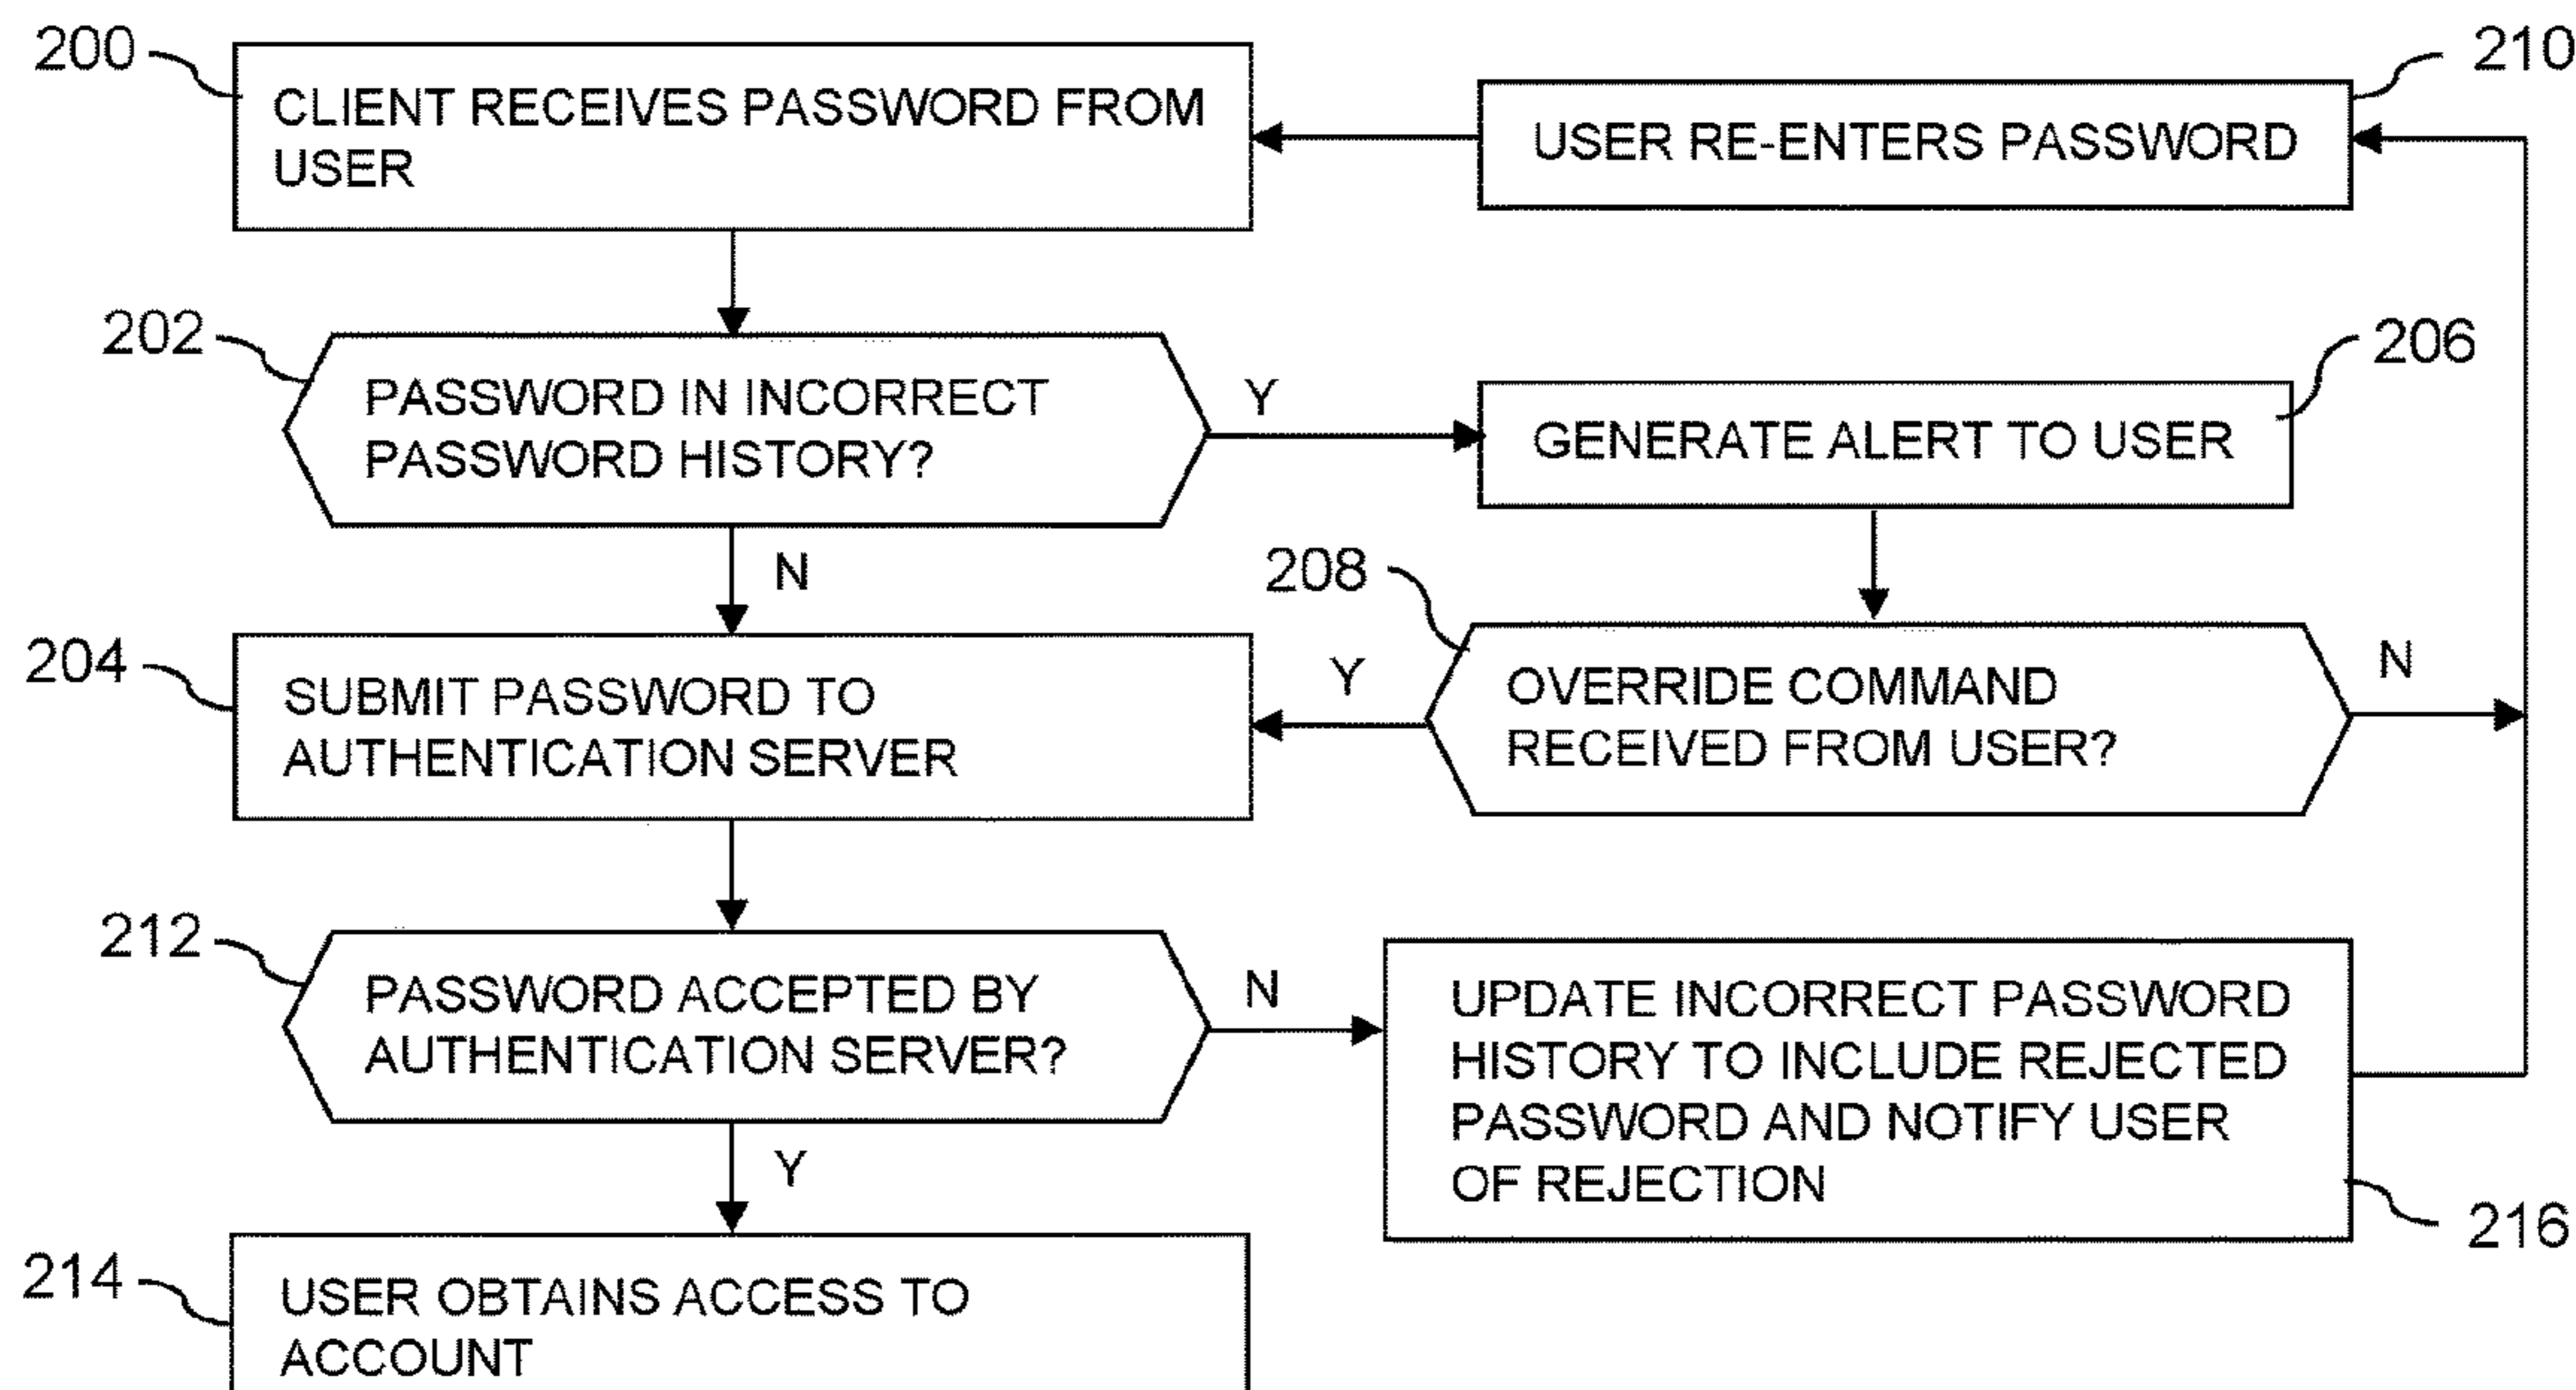 200
CLIENT RECEIVES PASSWORD FROM
USER
210
USER RE-ENTERS PASSWORD
202
PASSWORD IN INCORRECT
PASSWORD HISTORY?
Y
N
206
GENERATE ALERT TO USER
208
OVERRIDE COMMAND
RECEIVED FROM USER?
Y
N
204
SUBMIT PASSWORD TO
AUTHENTICATION SERVER
212
PASSWORD ACCEPTED BY
AUTHENTICATION SERVER?
N
Y
UPDATE INCORRECT PASSWORD
HISTORY TO INCLUDE REJECTED
PASSWORD AND NOTIFY USER
OF REJECTION
216
214
USER OBTAINS ACCESS TO
ACCOUNT